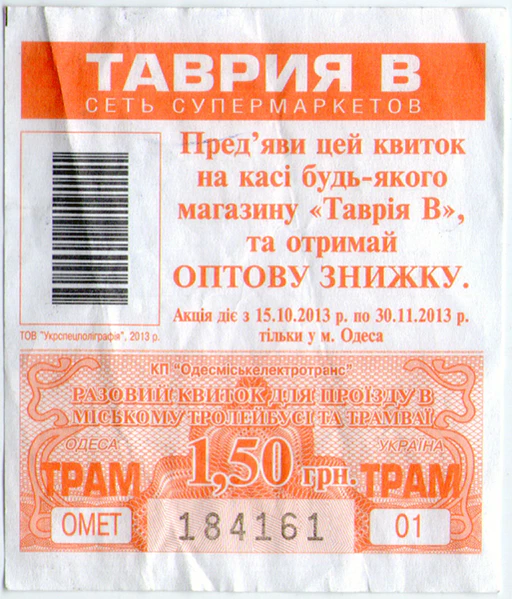 ТАВРИЯ В
СЕТЬ СУПЕРМАРКЕТОВ
Пред’яви цей квиток
на касі будь-якого
магазину «Таврія В»,
та отримай
ОПТОВУ ЗНИЖКУ.
Акція діє з 15.10.2013 р. по 30.11.2013 р.
тільки у м. Одеса
ТОВ "Укрспецполіграфія", 2013 р.
КП "Одесміськелектротранс"
РАЗОВИЙ КВИТОК ДЛЯ ПРОЇЗДУ В
МІСЬКОМУ ТРОЛЕЙБУСІ ТА ТРАМВАЇ
ОДЕСА УКРАЇНА
ТРАМ 1,50 грн. ТРАМ
ОМЕТ 184161 01